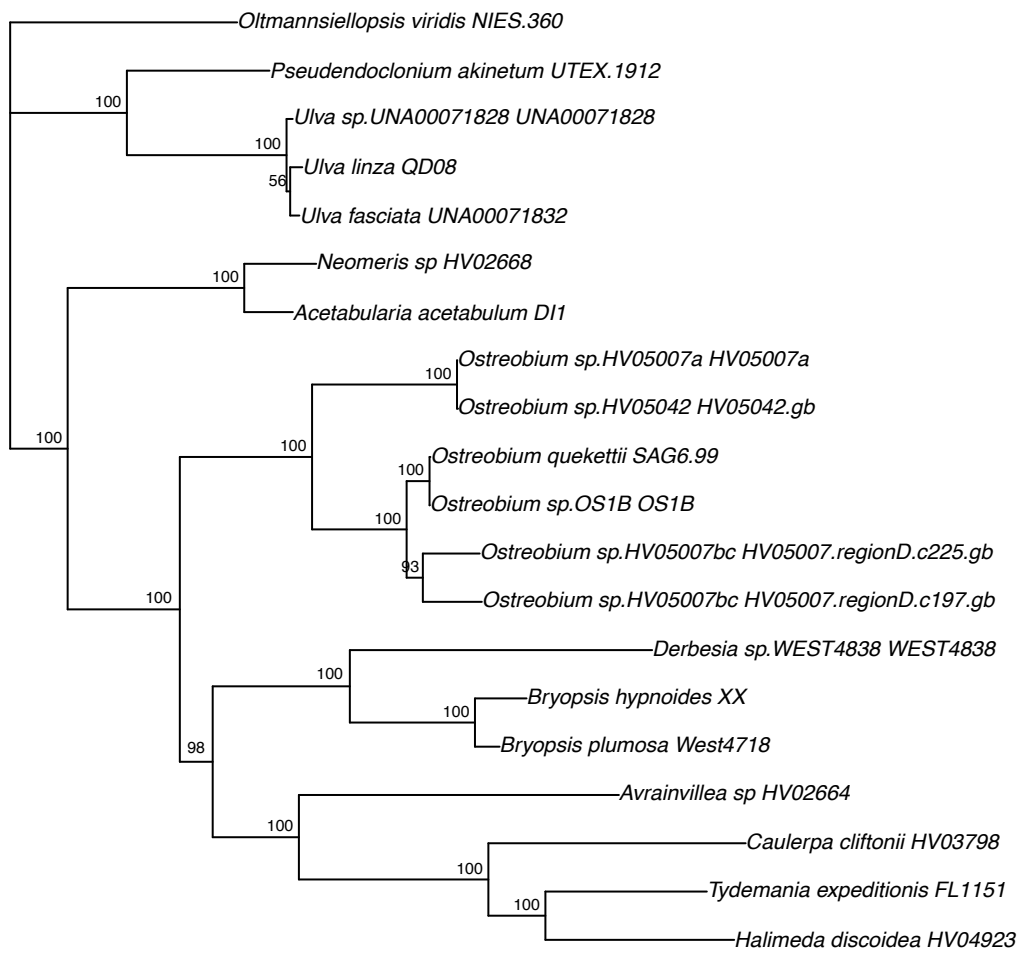 Oltmannsiellopsis viridis NIES.360
Pseudendoclonium akinetum UTEX.1912
100
Ulva sp.UNA00071828 UNA00071828
100
Ulva linza QD08
56
Ulva fasciata UNA00071832
Neomeris sp HV02668
100
Acetabularia acetabulum DI1
Ostreobium sp.HV05007a HV05007a
100
Ostreobium sp.HV05042 HV05042.gb
100
100
Ostreobium quekettii SAG6.99
100
Ostreobium sp.OS1B OS1B
100
Ostreobium sp.HV05007bc HV05007.regionD.c225.gb
93
Ostreobium sp.HV05007bc HV05007.regionD.c197.gb
100
Derbesia sp.WEST4838 WEST4838
100
Bryopsis hypnoides XX
100
Bryopsis plumosa West4718
98
Avrainvillea sp HV02664
100
Caulerpa cliftonii HV03798
100
Tydemania expeditionis FL1151
100
Halimeda discoidea HV04923